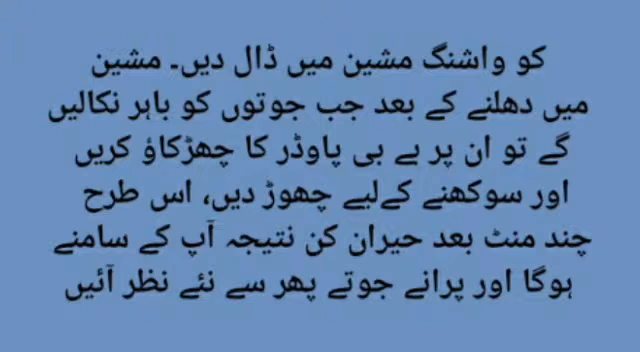 کو واشنگ مشین میں ڈال دیں۔ مشین
میں دھلنے کے بعد جب جوتوں کو باہر نکالیں
گے تو ان پر بے بی پاوڈر کا چھڑکاؤ کریں
اور سوکھنے کےلیے چھوڑ دیں، اس طرح
چند منٹ بعد حیران کن نتیجہ آپ کے سامنے
ہوگا اور پرانے جوتے پھر سے نئے نظر آئیں